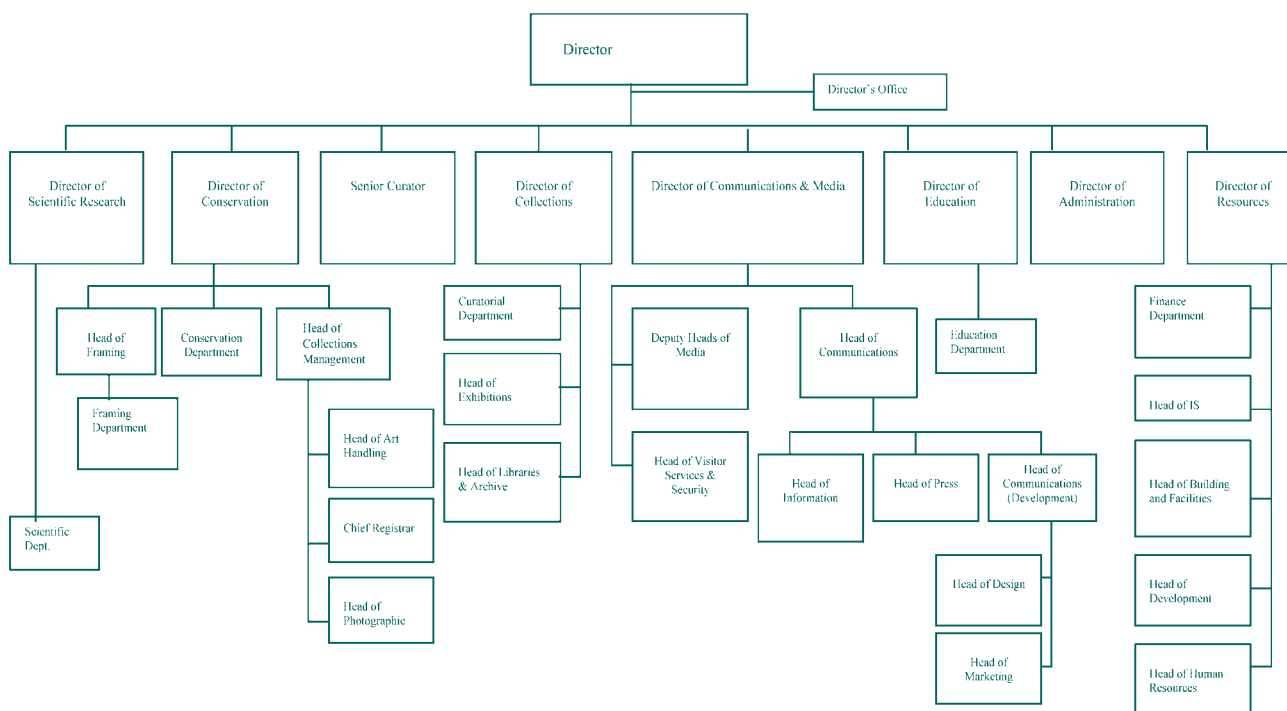 Director
Director's Office
Director of
Scientific Research
Director of
Conservation
Senior Curator
Director of
Collections
Director of Communications & Media
Director of
Education
Director of
Administration
Director of
Resources
Head of
Framing
Conservation
Department
Head of
Collections
Management
Curatorial
Department
Deputy Heads of
Media
Head of
Communications
Education
Department
Finance
Department
Framing
Department
Head of
Exhibitions
Head of IS
Head of Art
Handling
Head of Libraries
& Archive
Head of Visitor
Services &
Security
Head of
Information
Head of Press
Head of
Communications
(Development)
Head of Building
and Facilities
Scientific
Dept.
Chief Registrar
Head of
Photographic
Head of Design
Head of
Development
Head of
Marketing
Head of Human
Resources